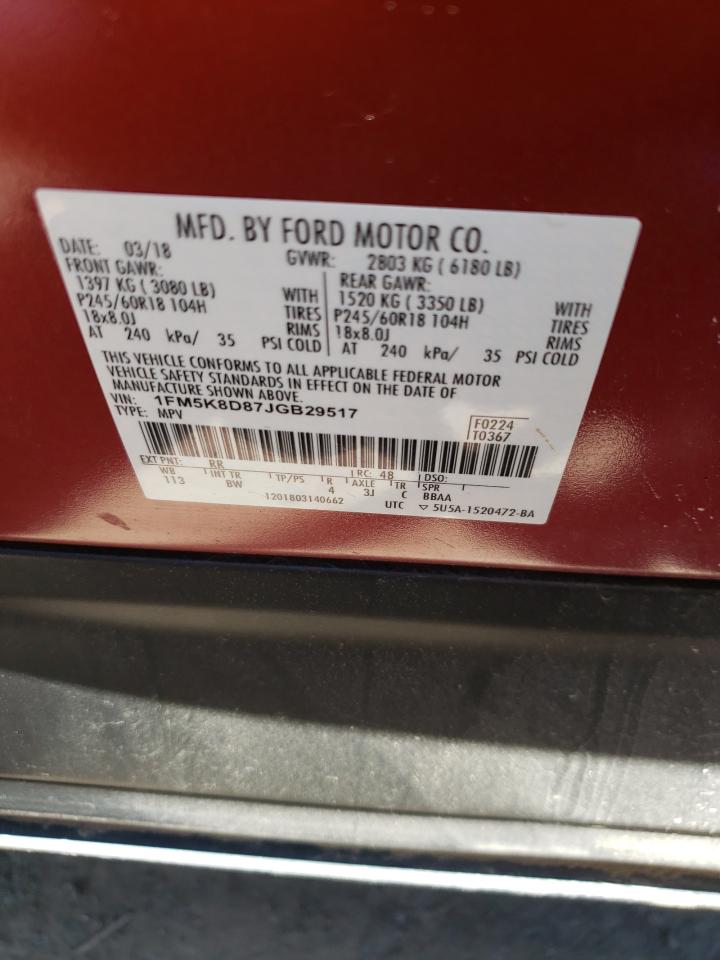 MFD. BY FORD MOTOR CO.
DATE: 03/18 GVWR: 2803 KG ( 6180 LB)
FRONT GAWR: REAR GAWR:
1397 KG ( 3080 LB) WITH 1520 KG ( 3350 LB) WITH
P245/60R18 104H TIRES P245/60R18 104H TIRES
18x8.0J RIMS 18x8.0J RIMS
AT 240 kPa/ 35 PSI COLD AT 240 kPa/ 35 PSI COLD
THIS VEHICLE CONFORMS TO ALL APPLICABLE FEDERAL MOTOR
VEHICLE SAFETY STANDARDS IN EFFECT ON THE DATE OF
MANUFACTURE SHOWN ABOVE.
VIN: 1FM5K8D87JGB29517 F0224
TYPE: MPV T0367
EXT PNT: RR RC: 48 DSO:
WB INT TR TP/PS R AXLE TR SPR
113 BW 4 3J C BBAA
1201803140662 UTC ▽ 5U5A-1520472-BA